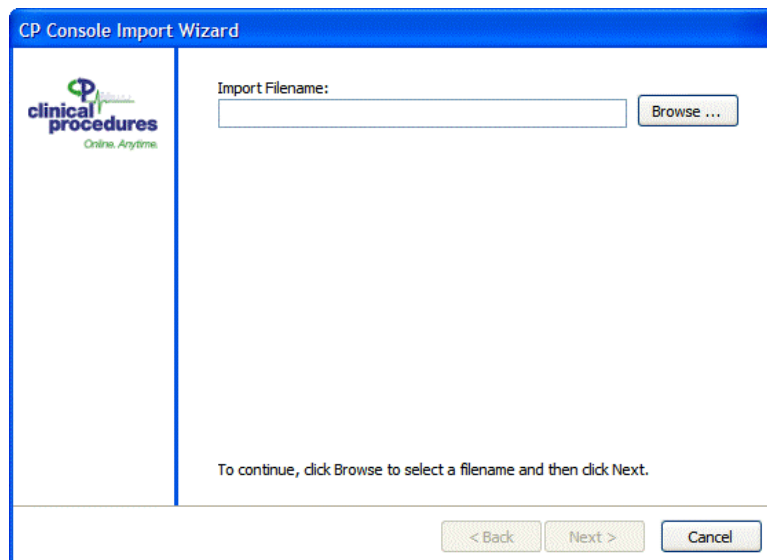 CP Console Import Wizard
CP
clinical
procedures
Online. Anytime.
Import Filename:
Browse ...
To continue, click Browse to select a filename and then click Next.
< Back
Next >
Cancel